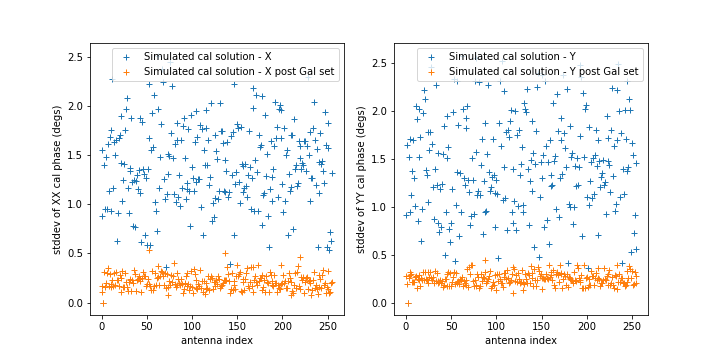 Simulated cal solution - X
Simulated cal solution - X post Gal set
stddev of XX cal phase (degs)
2.5
2.0
1.5
1.0
0.5
0.0
0 50 100 150 200 250
antenna index
Simulated cal solution - Y
Simulated cal solution - Y post Gal set
stddev of YY cal phase (degs)
2.5
2.0
1.5
1.0
0.5
0.0
0 50 100 150 200 250
antenna index